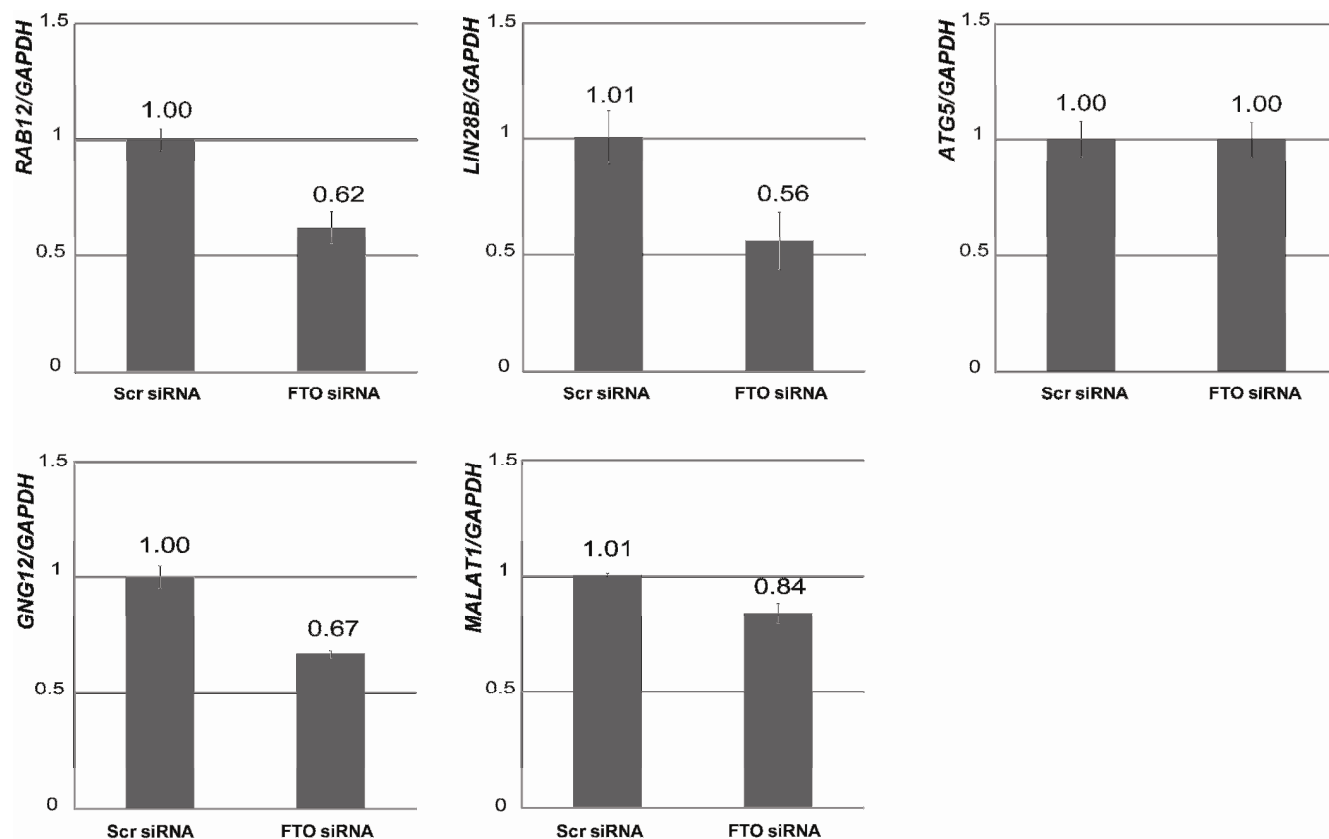 RAB12/GAPDH
1.5
1
0.5
0
1.00
0.62
Scr siRNA
FTO siRNA
LIN28B/GAPDH
1.5
1
0.5
0
1.01
0.56
Scr siRNA
FTO siRNA
ATG5/GAPDH
1.5
1
0.5
0
1.00
1.00
Scr siRNA
FTO siRNA
GNG12/GAPDH
1.5
1
0.5
0
1.00
0.67
Scr siRNA
FTO siRNA
MALAT1/GAPDH
1.5
1
0.5
0
1.01
0.84
Scr siRNA
FTO siRNA